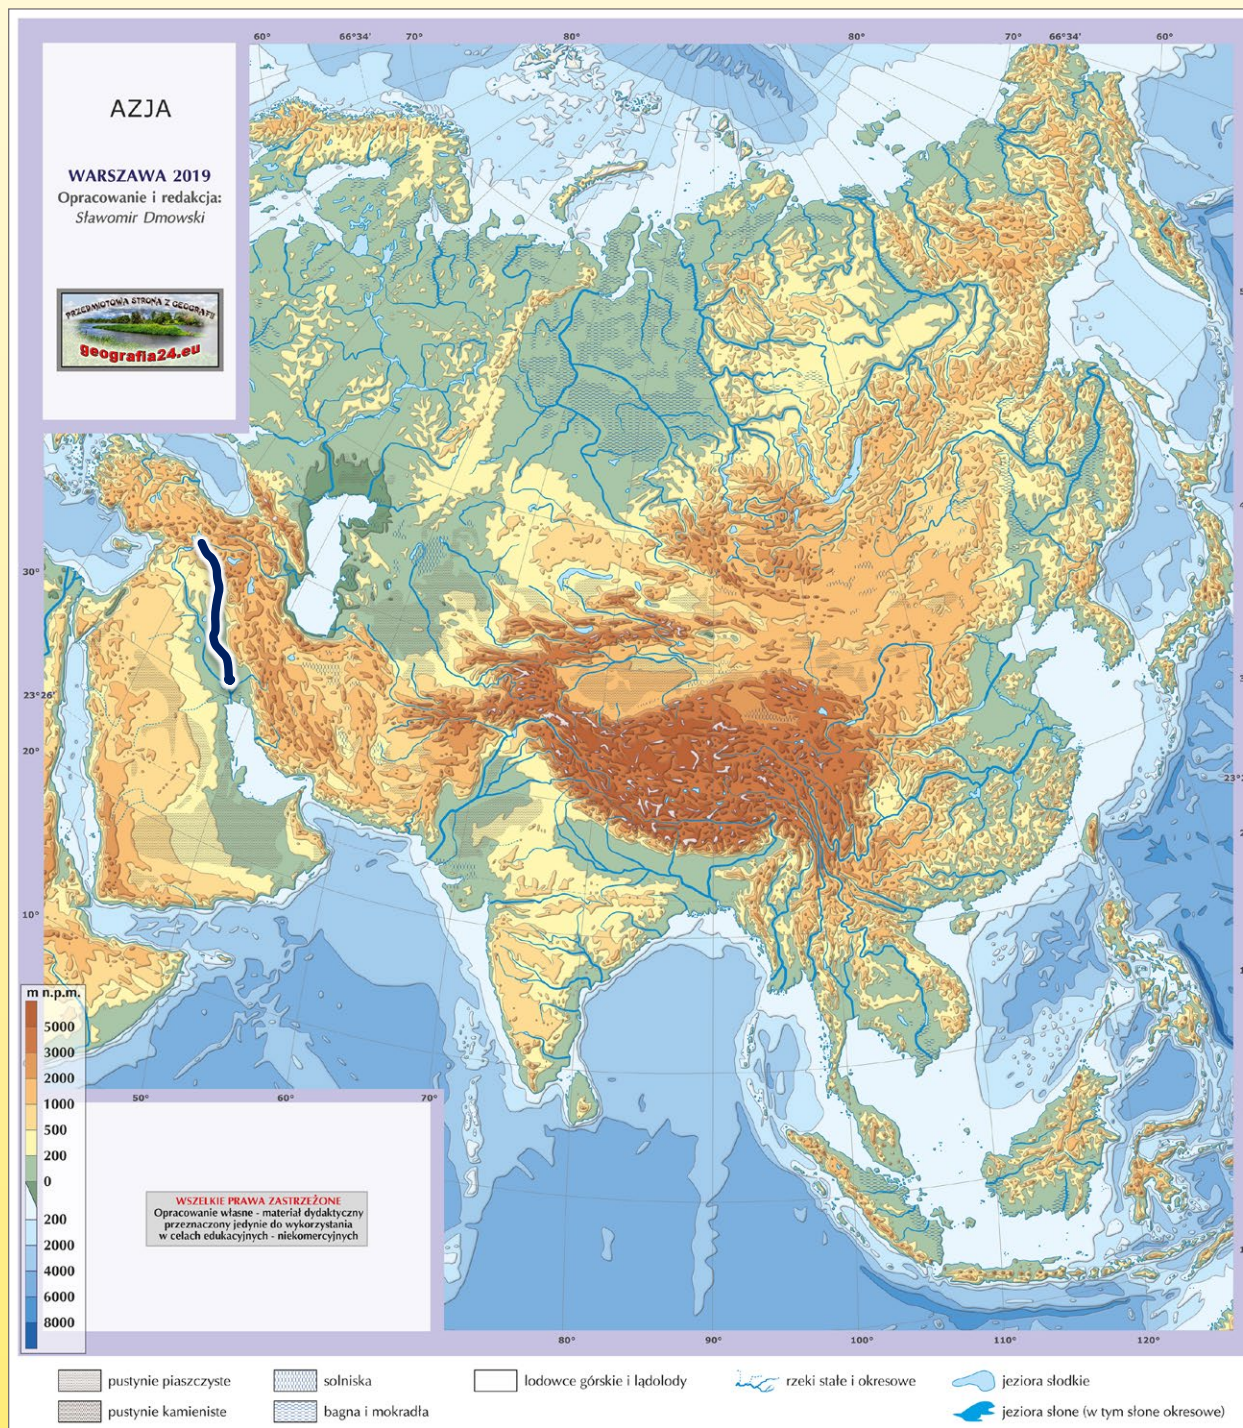 60° 66°34' 70° 80° 80° 70° 66°34' 60°
AZJA
WARSZAWA 2019
Opracowanie i redakcja:
Sławomir Dmowski
PRZEDMIOTOWA STRONA Z GEOGRAFII
geografia24.eu
30°
23°26'
20°
10°
m n.p.m.
5000
3000
2000
1000
500
200
0
200
2000
4000
6000
8000
50° 60° 70°
WSZELKIE PRAWA ZASTRZEŻONE
Opracowanie własne - materiał dydaktyczny
przeznaczony jedynie do wykorzystania
w celach edukacyjnych - niekomercyjnych
80° 90° 100° 110° 120°
pustynie piaszczyste solniska lodowce górskie i lądolody rzeki stałe i okresowe jeziora słodkie
pustynie kamieniste bagna i mokradła jeziora słone (w tym słone okresowe)